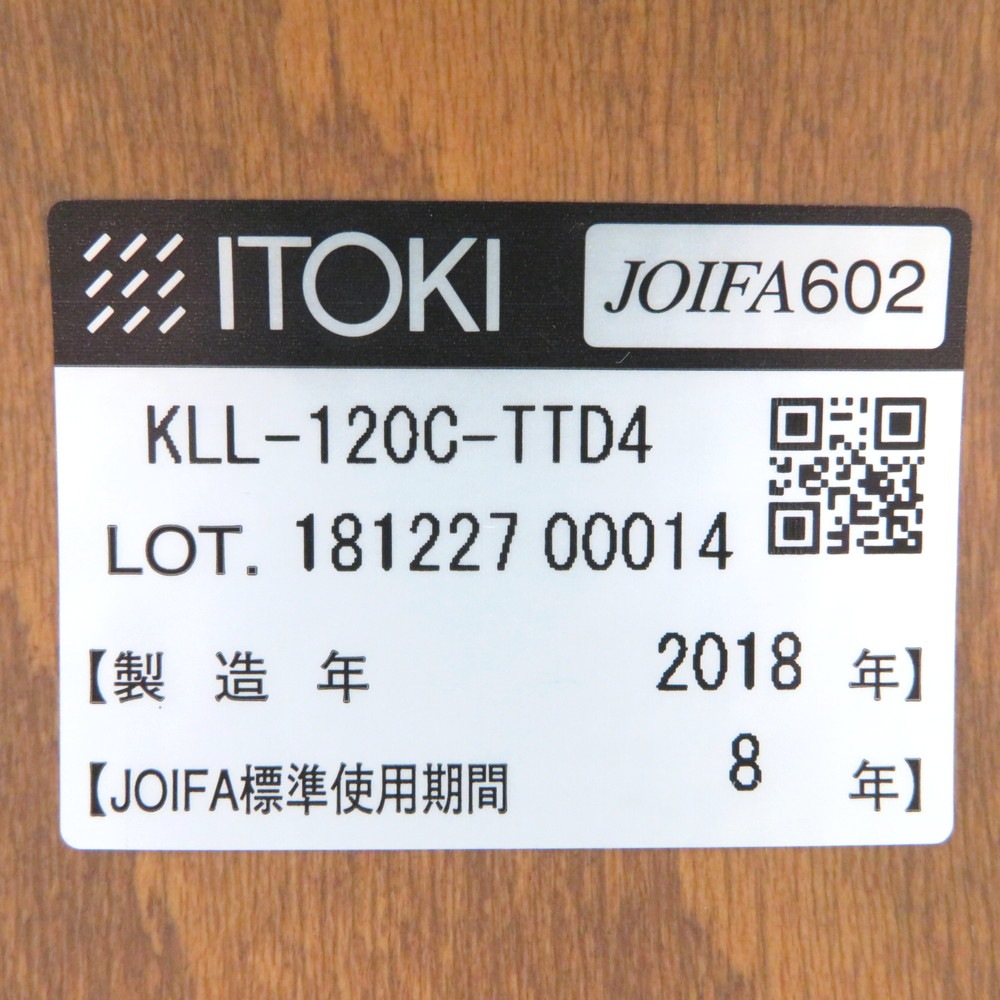 ITOKI JOIFA602
KLL-120C-TTD4
LOT. 181227 00014
【製造年 2018 年】
【JOIFA標準使用期間 8 年】